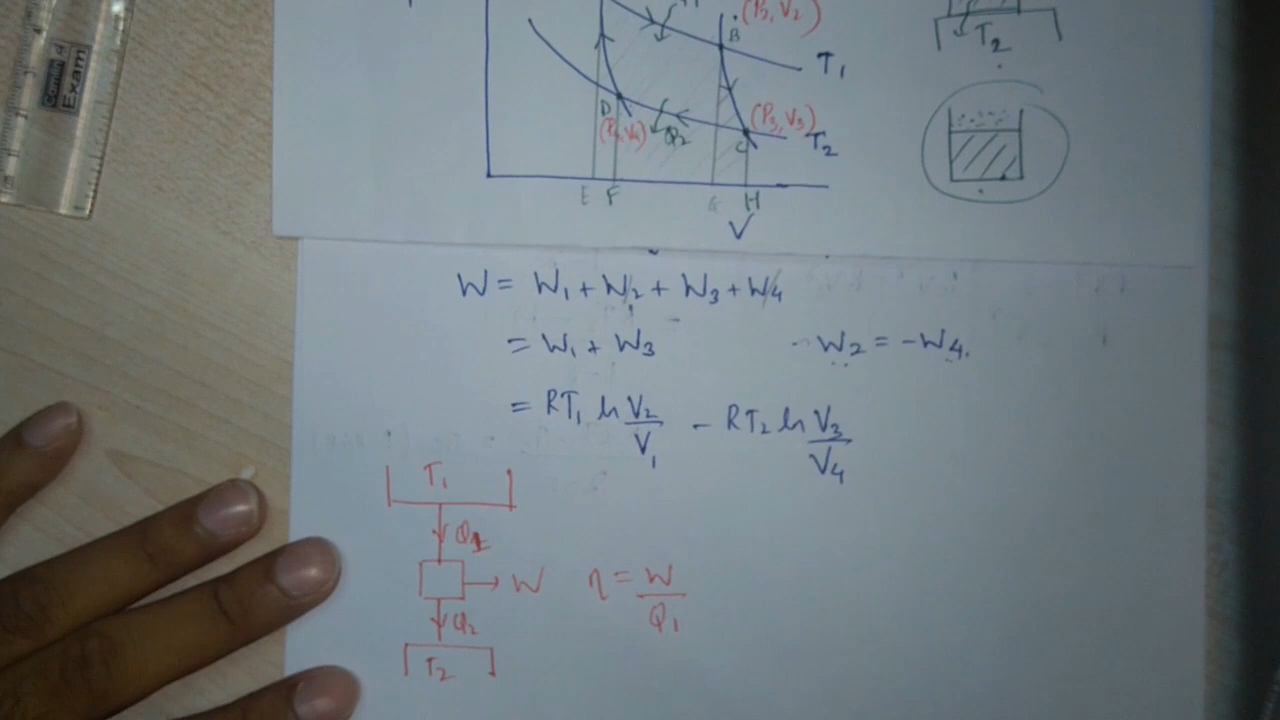 B (P2, V2)
T1
D
(P4, V4)
Q2
(P3, V3)
C
T2
E F G H
V
T2
W = W1 + W2 + W3 + W4
= W1 + W3 W2 = -W4.
= RT1 ln V2/V1 - RT2 ln V3/V4
T1
Q1
W η = W/Q1
Q2
T2
Exam